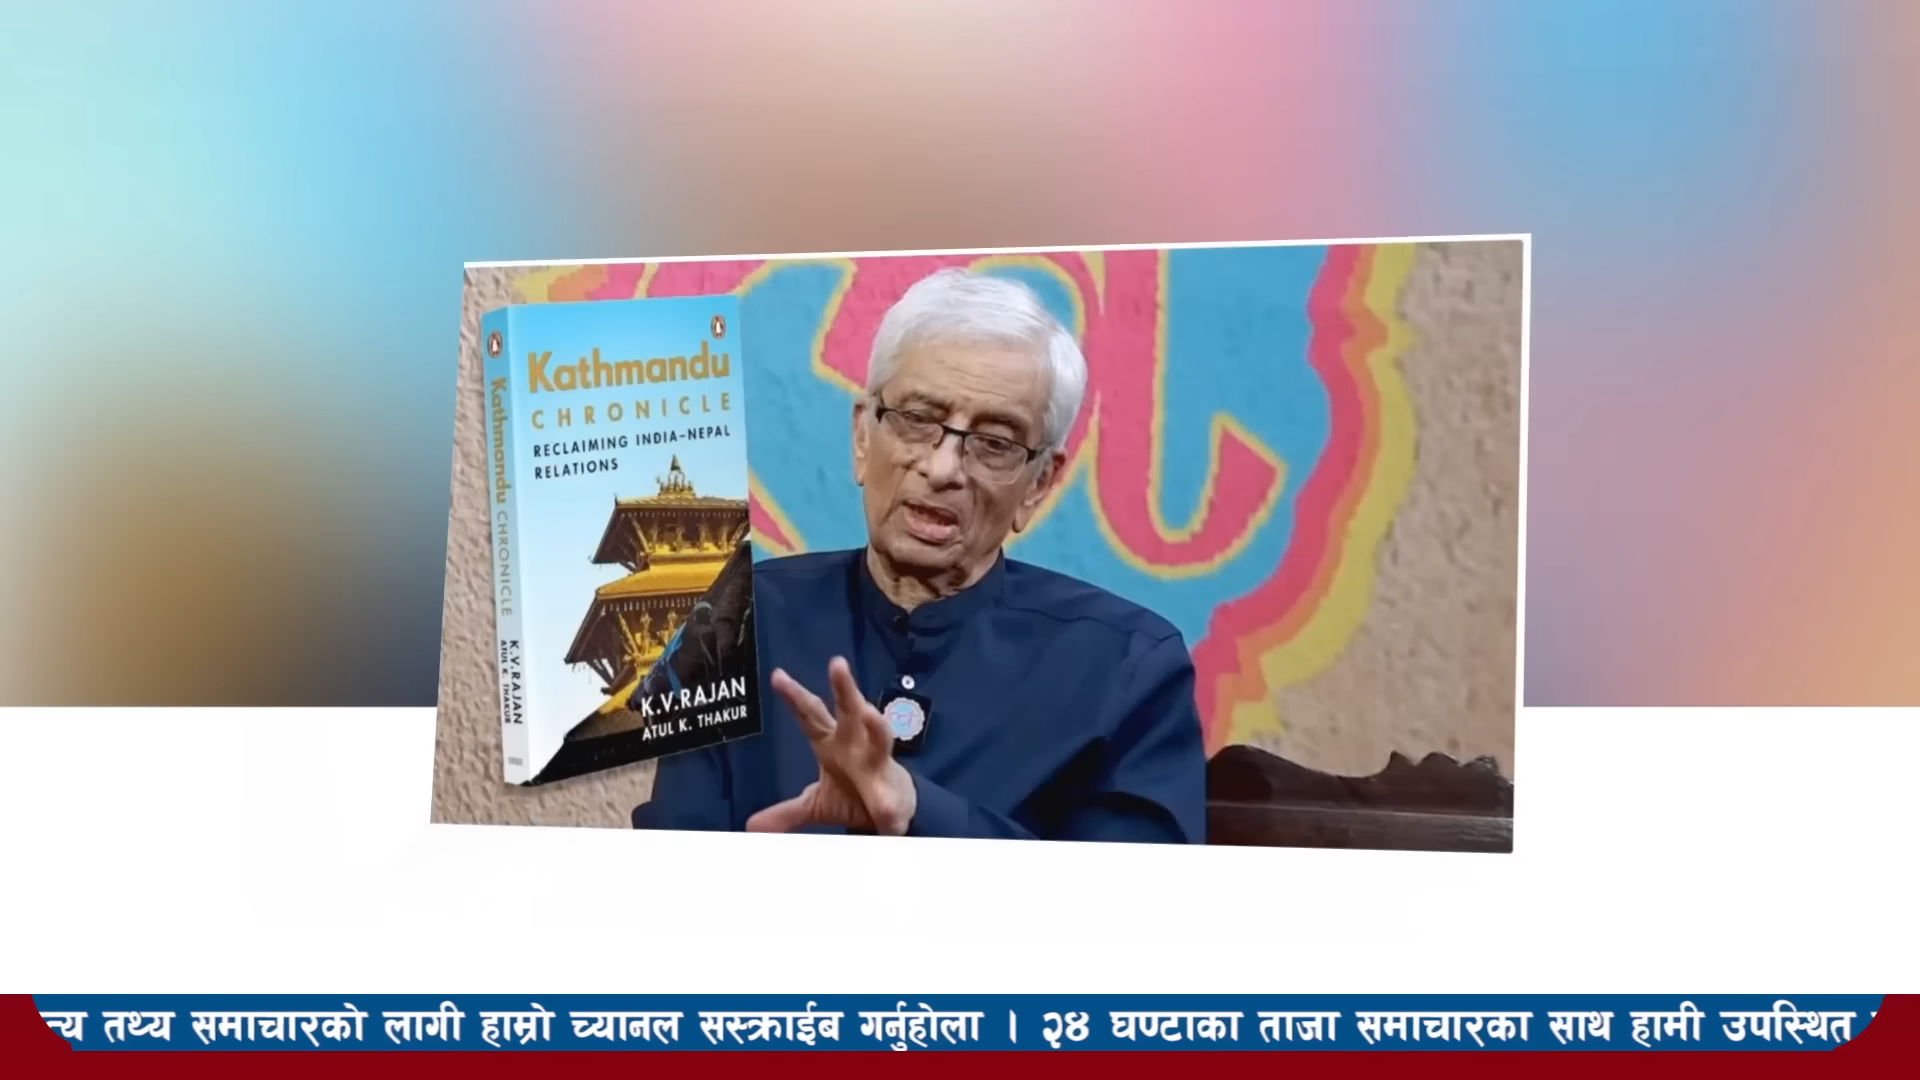 Kathmandu
CHRONICLE
RECLAIMING INDIA-NEPAL
RELATIONS
K.V.RAJAN
ATUL K. THAKUR
Kathmandu CHRONICLE
K.V.RAJAN
ATUL K. THAKUR
तथ्य समाचारको लागी हाम्रो च्यानल सस्क्राईब गर्नुहोला । २४ घण्टाका ताजा समाचारका साथ हामी उपस्थित